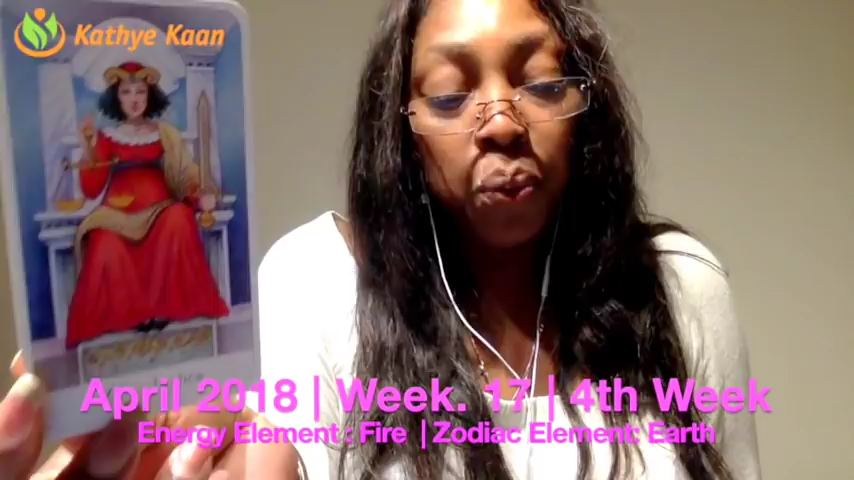 Kathye Kaan
April 2018 | Week. 17 | 4th Week
Energy Element : Fire | Zodiac Element: Earth